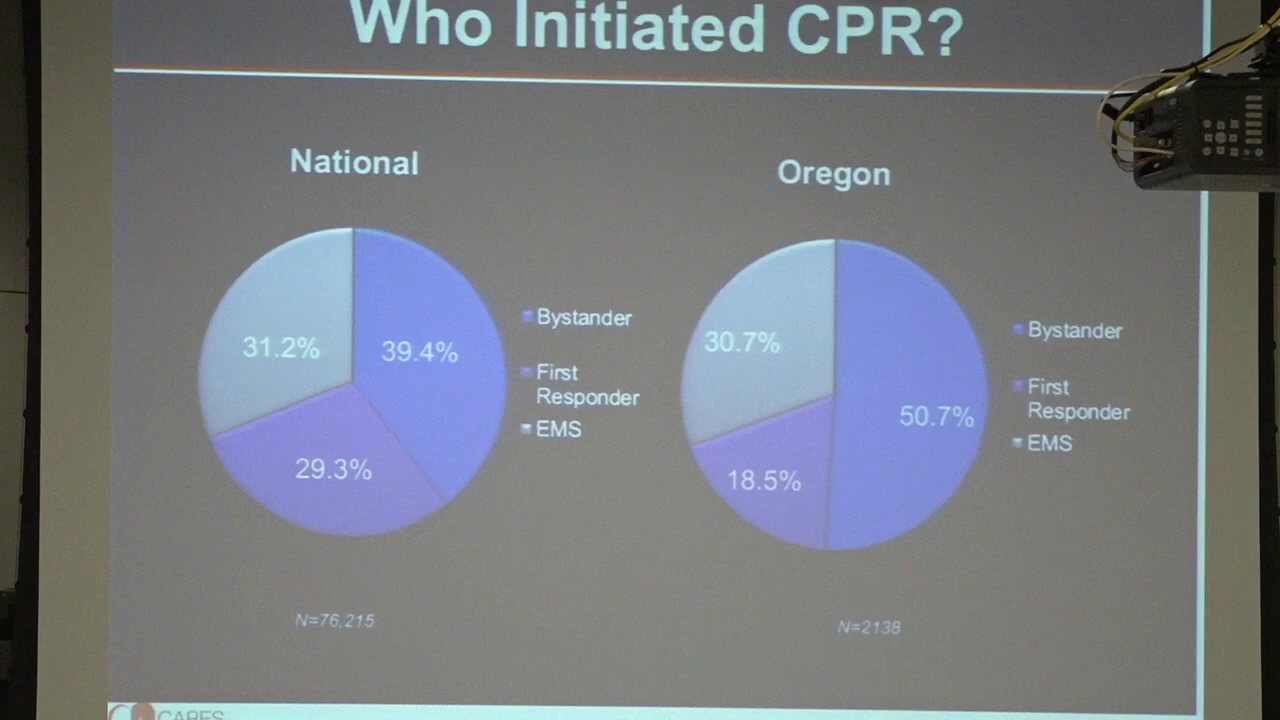 Who Initiated CPR?
National
31.2%
39.4%
29.3%
Bystander
First
Responder
EMS
N=76,215
Oregon
30.7%
50.7%
18.5%
Bystander
First
Responder
EMS
N=2138
CARES